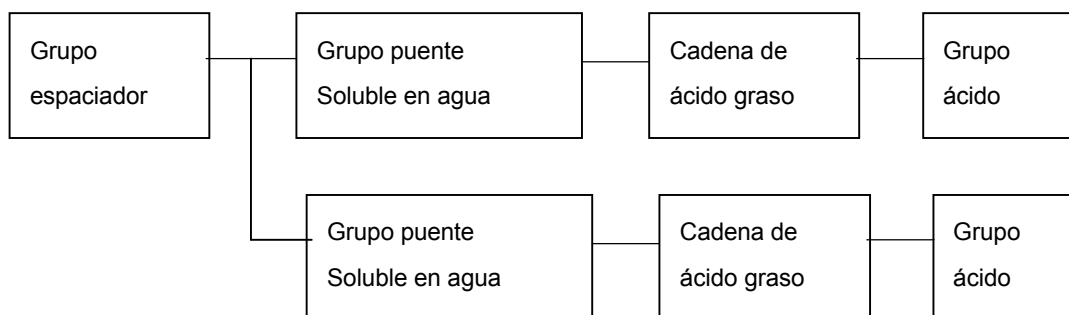 Grupo
espaciador
Grupo puente
Soluble en agua
Cadena de
ácido graso
Grupo
ácido
Grupo puente
Soluble en agua
Cadena de
ácido graso
Grupo
ácido